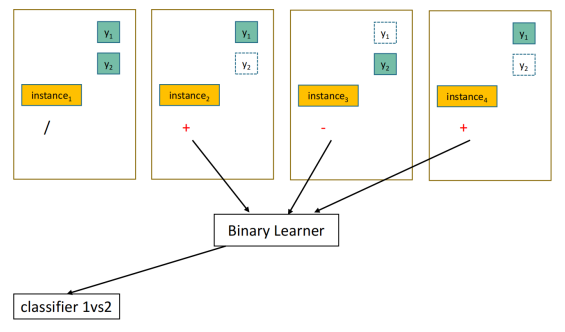 y₁ y₁ y₁ y₁
y₂ y₂ y₂ y₂
instance₁ instance₂ instance₃ instance₄
/ + - +
Binary Learner
classifier 1vs2